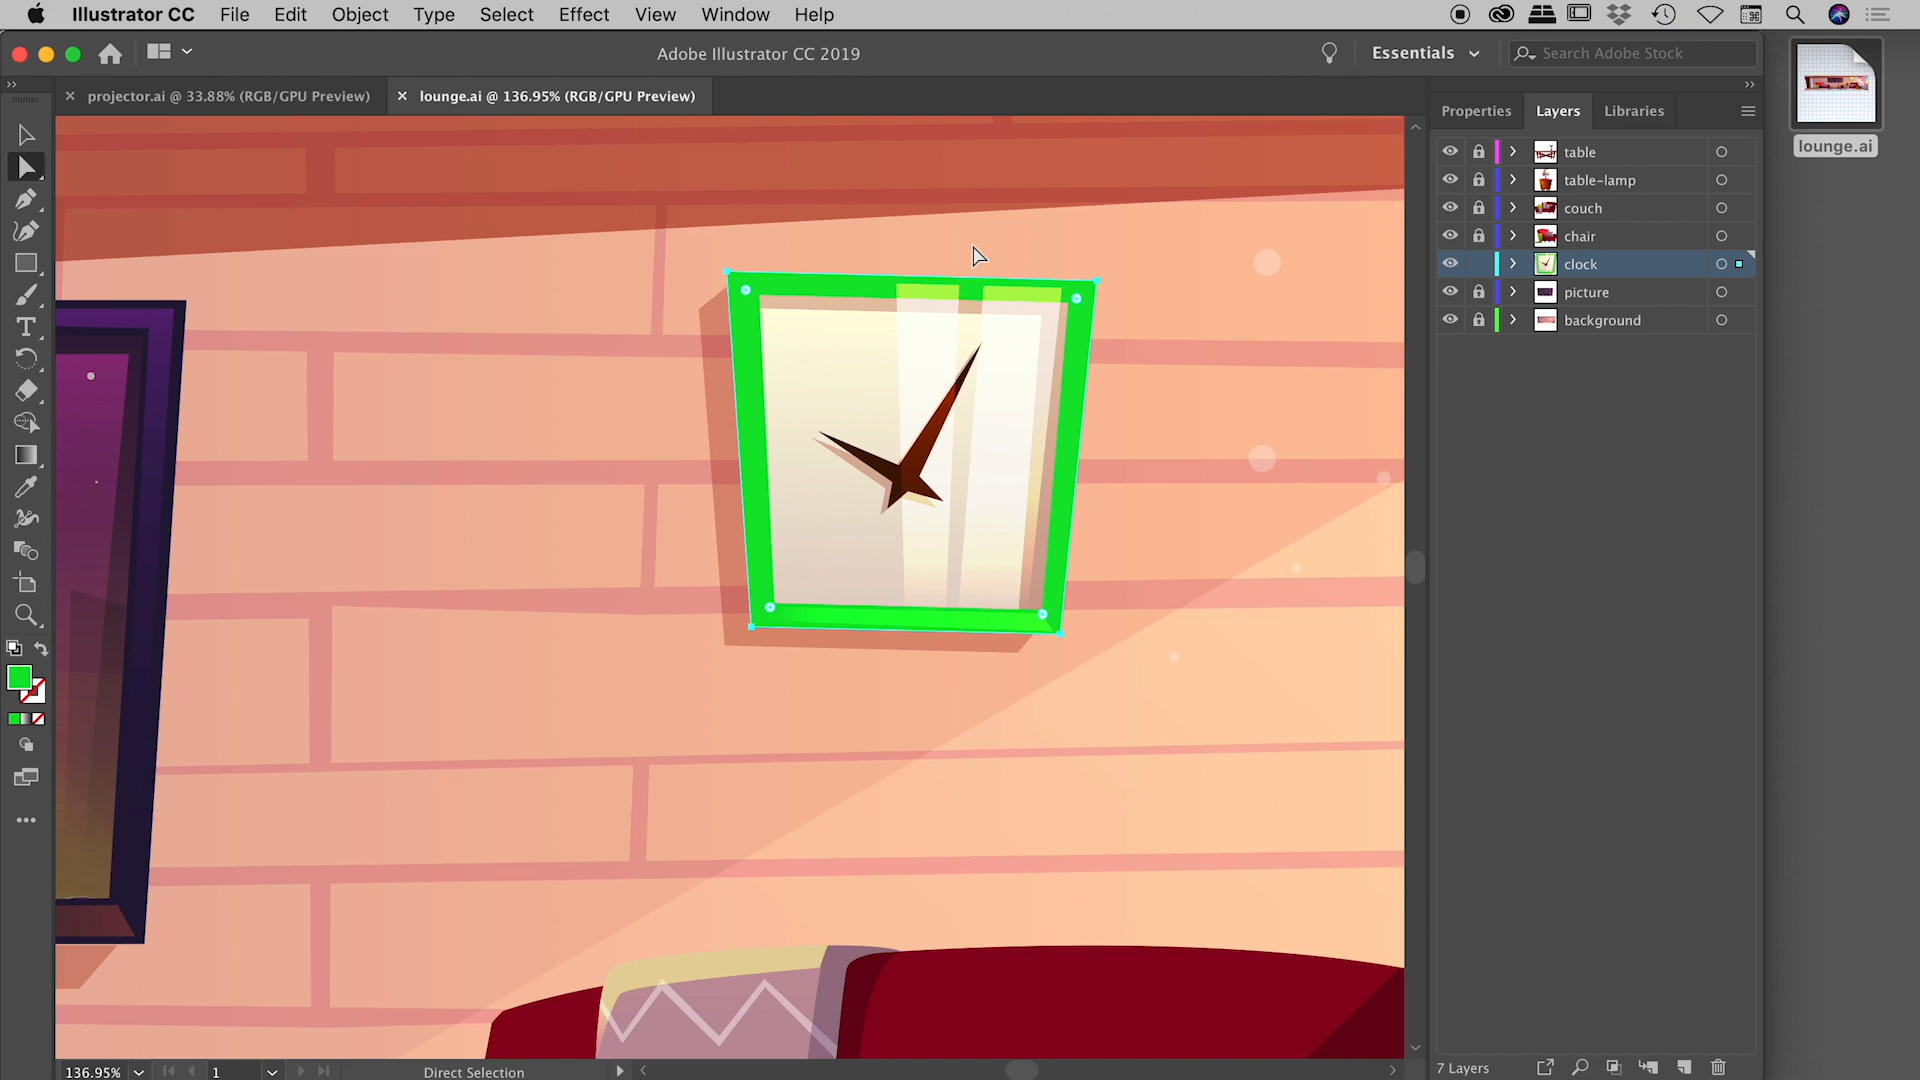 Illustrator CC File Edit Object Type Select Effect View Window Help
Adobe Illustrator CC 2019
Essentials
Search Adobe Stock
projector.ai @ 33.88% (RGB/GPU Preview)
lounge.ai @ 136.95% (RGB/GPU Preview)
Properties Layers Libraries
lounge.ai
table
table-lamp
couch
chair
clock
picture
background
136.95%
1
Direct Selection
7 Layers